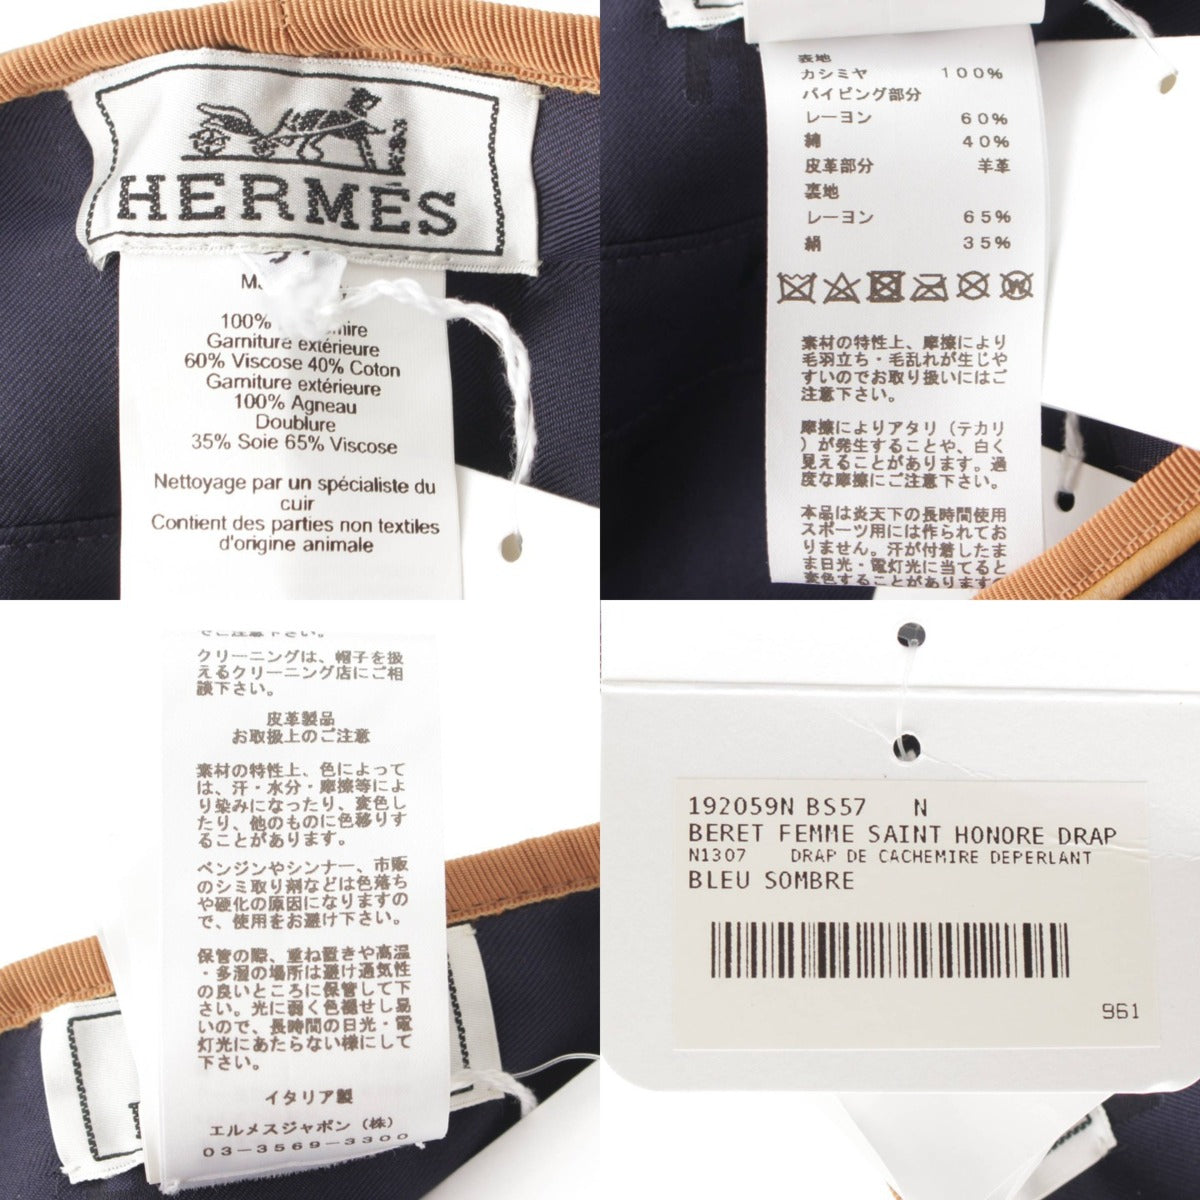 HERMES
57
100%
Garniture extérieure
60% Viscose 40% Coton
Garniture extérieure
100% Agneau
Doublure
35% Soie 65% Viscose
Nettoyage par un spécialiste du
cuir
Contient des parties non textiles
d'origine animale
表地
カシミヤ 100%
パイピング部分
レーヨン 60%
綿 40%
皮革部分 羊革
裏地
レーヨン 65%
絹 35%
素材の特性上、摩擦により
毛羽立ち・毛乱れが生じや
すいのでお取り扱いにはご
注意下さい。
摩擦によりアタリ（テカリ
）が発生することや、白く
見えることがあります。過
度な摩擦にご注意下さい。
本品は炎天下の長時間使用
スポーツ用には作られてお
りません。汗が付着したま
ま日光・電灯光に当てると
変色することがありますの
でご注意下さい。
クリーニングは、帽子を扱
えるクリーニング店にご相
談下さい。
皮革製品
お取扱上のご注意
素材の特性上、色によって
は、汗・水分・摩擦等によ
り染みになったり、変色し
たり、他のものに色移りす
ることがあります。
ベンジンやシンナー、市販
のシミ取り剤などは色落ち
や硬化の原因になりますの
で、使用をお避け下さい。
保管の際、重ね置きや高温
・多湿の場所は避け通気性
の良いところに保管して下
さい。光に弱く色褪せし易
いので、長時間の日光・電
灯光にあたらない様にして
下さい。
イタリア製
エルメスジャポン（株）
03-3569-3300
192059N BS57 N
BERET FEMME SAINT HONORE DRAP
N1307 DRAP DE CACHEMIRE DEPERLANT
BLEU SOMBRE
961